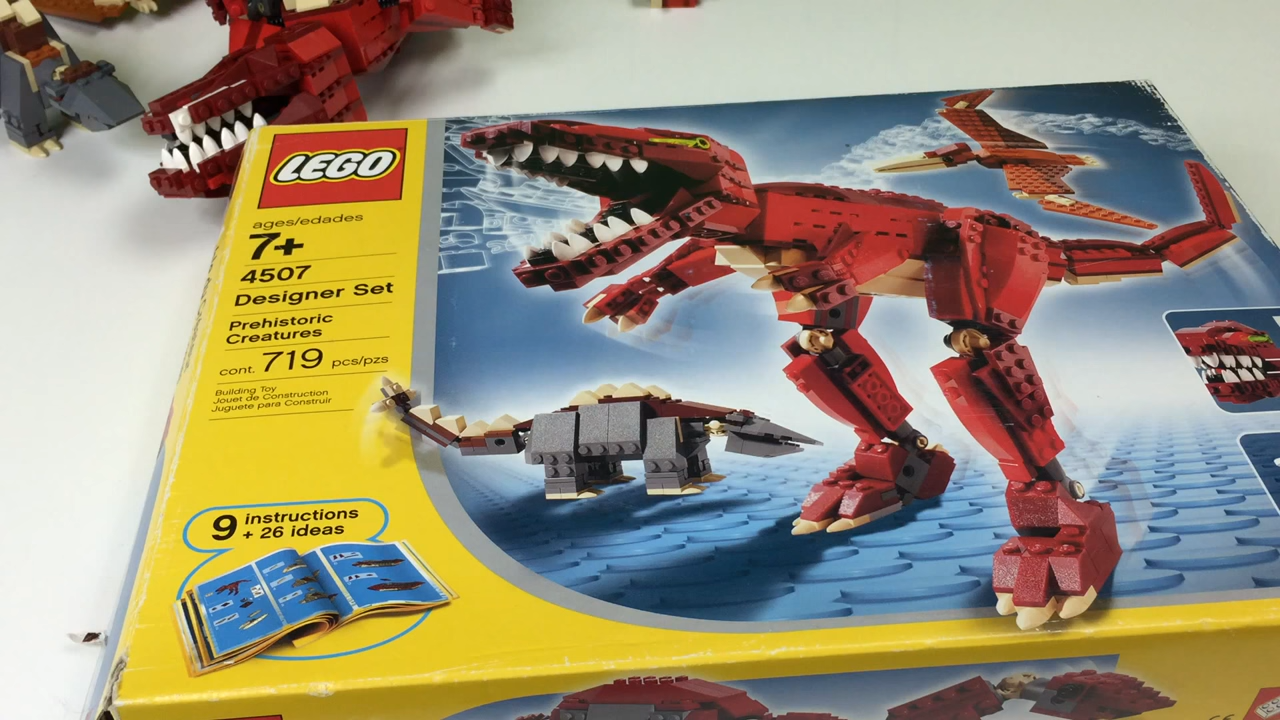 LEGO
ages/edades
7+
4507
Designer Set
Prehistoric
Creatures
cont. 719 pcs/pzs
Building Toy
Jouet de Construction
Juguete para Construir
9 instructions
+ 26 ideas